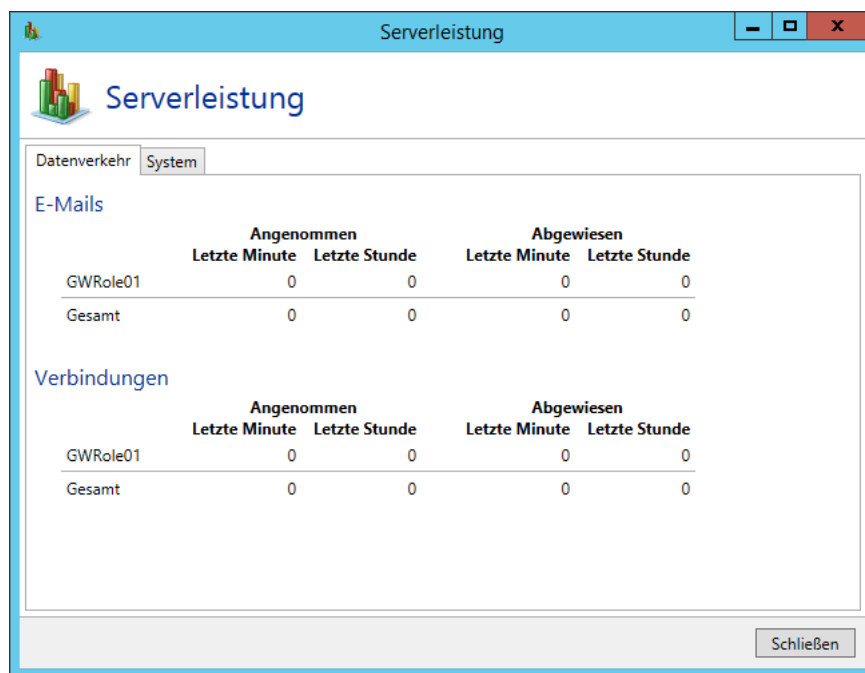 Serverleistung
Serverleistung
Datenverkehr System
E-Mails
Angenommen Abgewiesen
Letzte Minute Letzte Stunde Letzte Minute Letzte Stunde
GWRole01 0 0 0 0
Gesamt 0 0 0 0
Verbindungen
Angenommen Abgewiesen
Letzte Minute Letzte Stunde Letzte Minute Letzte Stunde
GWRole01 0 0 0 0
Gesamt 0 0 0 0
Schließen